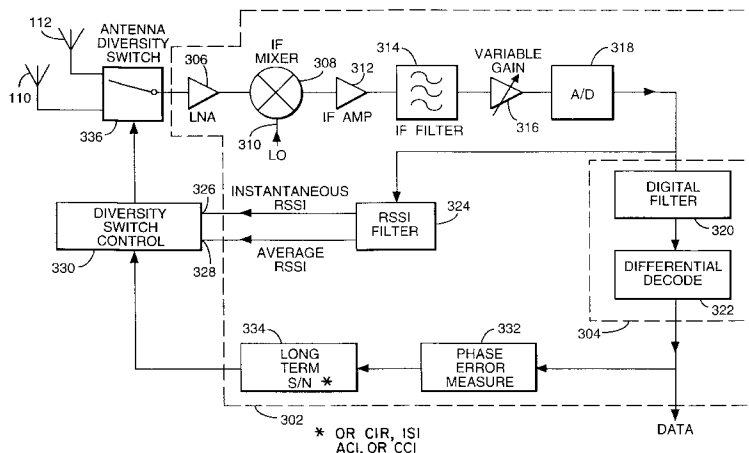 112
ANTENNA
DIVERSITY
SWITCH
110
336
306
LNA
IF
MIXER
308
310
LO
312
IF AMP
314
IF FILTER
VARIABLE
GAIN
316
318
A/D
INSTANTANEOUS
RSSI
326
328
AVERAGE
RSSI
RSSI
FILTER
324
DIVERSITY
SWITCH
CONTROL
330
DIGITAL
FILTER
320
DIFFERENTIAL
DECODE
322
304
334
LONG
TERM
S/N *
332
PHASE
ERROR
MEASURE
302
* OR CIR, ISI
ACI, OR CCI
DATA